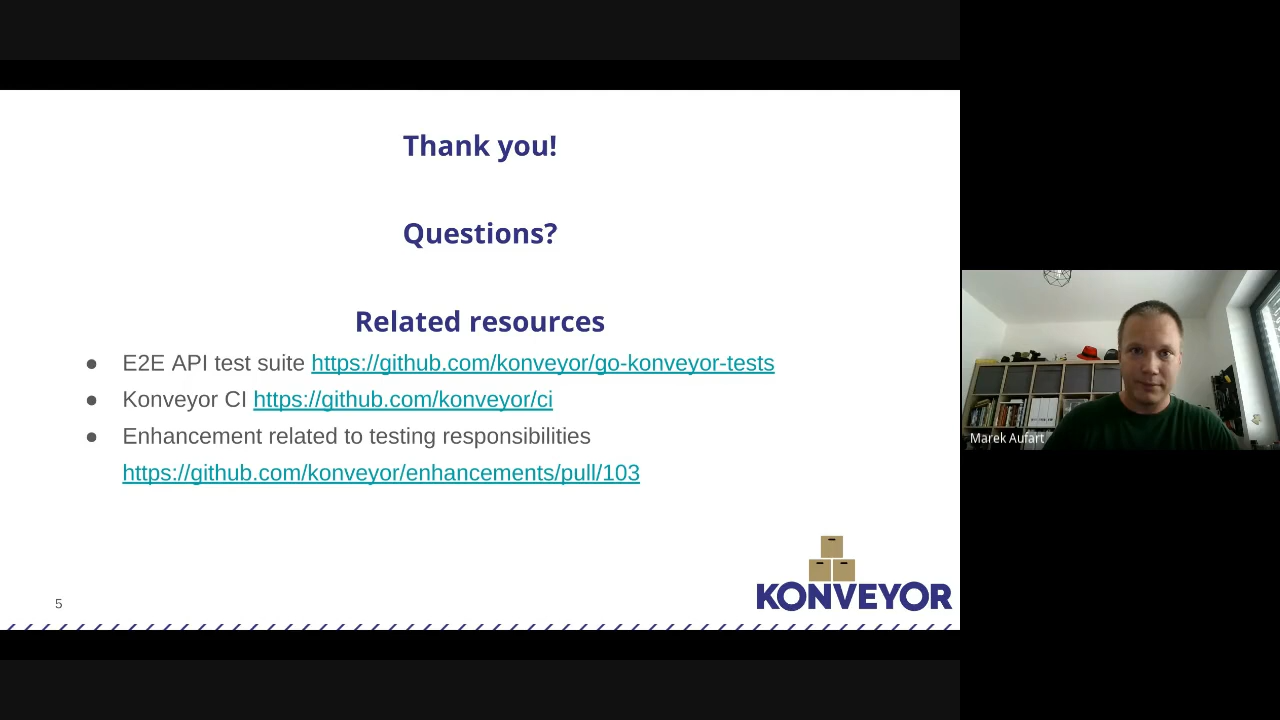 Thank you!
Questions?
Related resources
● E2E API test suite https://github.com/konveyor/go-konveyor-tests
● Konveyor CI https://github.com/konveyor/ci
● Enhancement related to testing responsibilities
https://github.com/konveyor/enhancements/pull/103
KONVEYOR
5
Marek Aufart